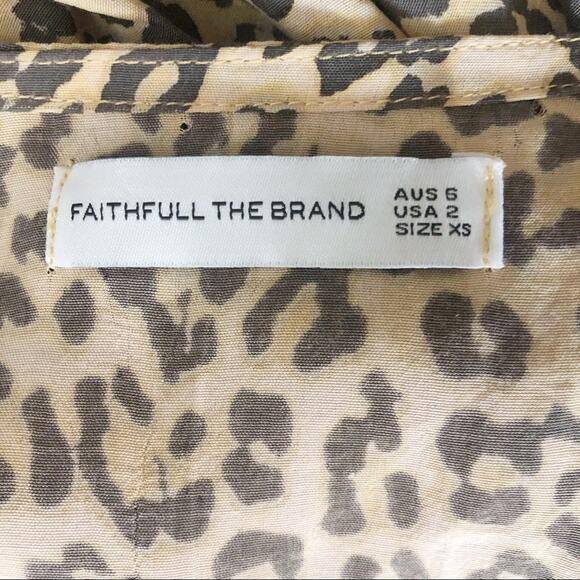 FAITHFULL THE BRAND
AUS 6
USA 2
SIZE XS